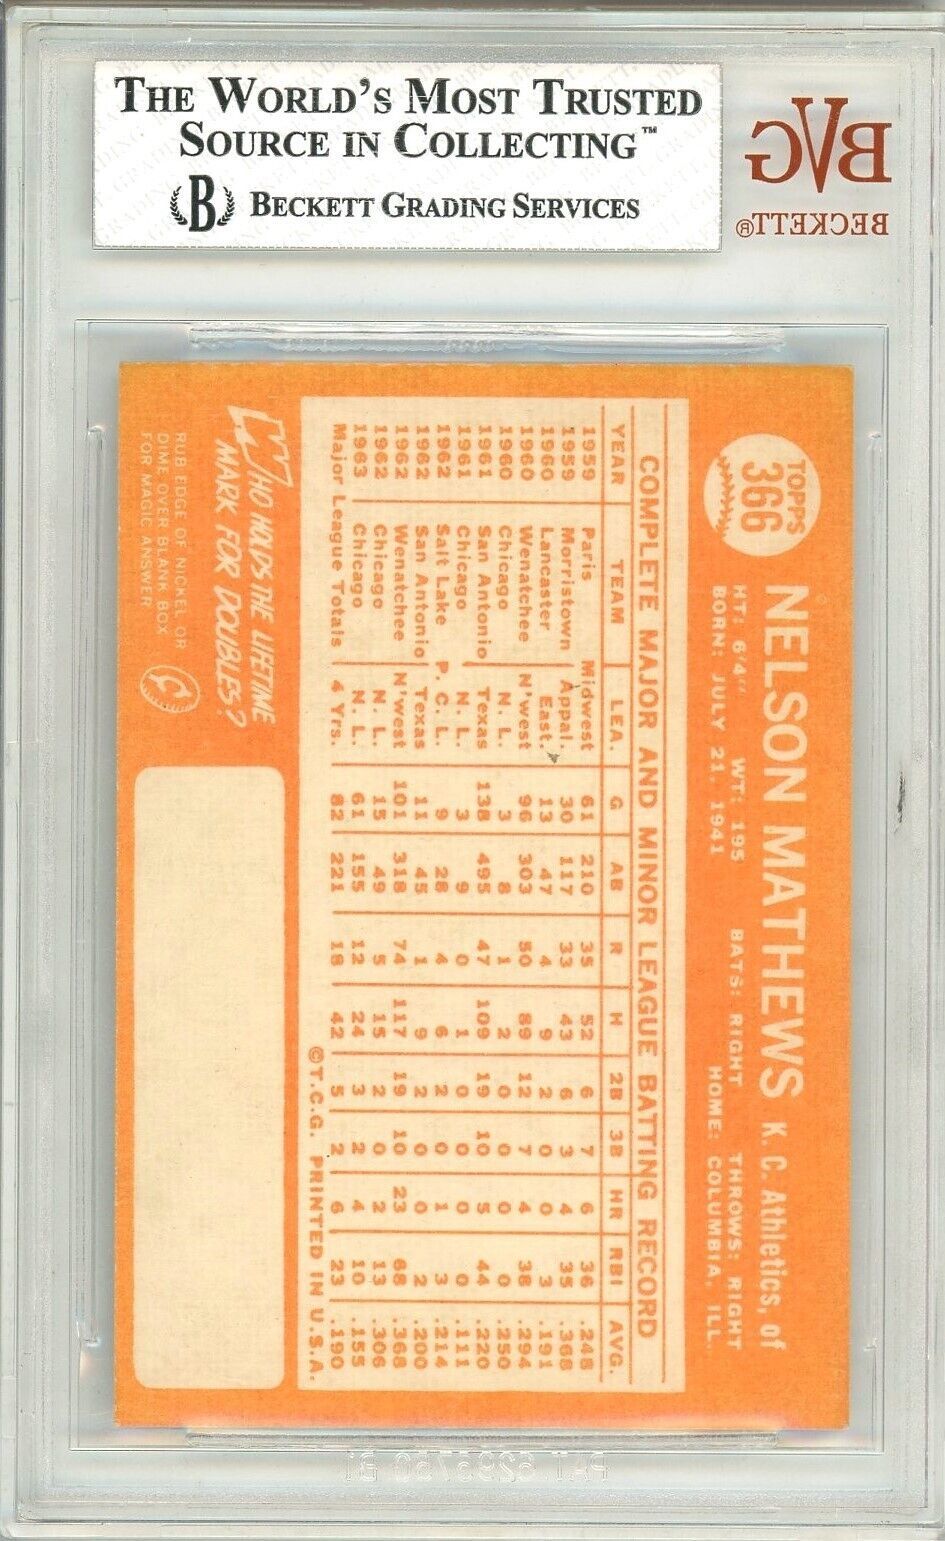 THE WORLD'S MOST TRUSTED
SOURCE IN COLLECTING™
B BECKETT GRADING SERVICES
BVG
BECKETT®
TOPPS
366
NELSON MATHEWS K. C. Athletics, of
HT: 6'4" WT: 195 BATS: RIGHT THROWS: RIGHT
BORN: JULY 21, 1941 HOME: COLUMBIA, ILL.
COMPLETE MAJOR AND MINOR LEAGUE BATTING RECORD
YEAR TEAM LEA. G AB R H 2B 3B HR RBI AVG.
1959 Paris Midwest 61 210 35 52 6 7 6 36 .248
1959 Morristown Appal. 30 117 33 43 6 3 4 35 .368
1960 Lancaster East. 13 47 4 9 2 0 0 3 .191
1960 Wenatchee N'west 96 303 50 89 12 7 4 38 .294
1960 Chicago N. L. 3 8 1 2 0 0 0 0 .250
1961 San Antonio Texas 138 495 47 109 19 10 5 44 .220
1961 Chicago N. L. 3 9 0 1 0 0 0 0 .111
1962 Salt Lake P. C. L. 9 28 4 6 2 0 1 3 .214
1962 San Antonio Texas 11 45 1 9 2 0 0 2 .200
1962 Wenatchee N'west 101 318 74 117 19 10 23 68 .368
1962 Chicago N. L. 15 49 5 15 2 0 2 13 .306
1963 Chicago N. L. 61 155 12 24 3 2 4 10 .155
Major League Totals 4 Yrs. 82 221 18 42 5 2 6 23 .190
©T.C.G. PRINTED IN U.S.A.
WHO HOLDS THE LIFETIME
MARK FOR DOUBLES?
RUB EDGE OF NICKEL OR
DIME OVER BLANK BOX
FOR MAGIC ANSWER
PAT 6295750 B1